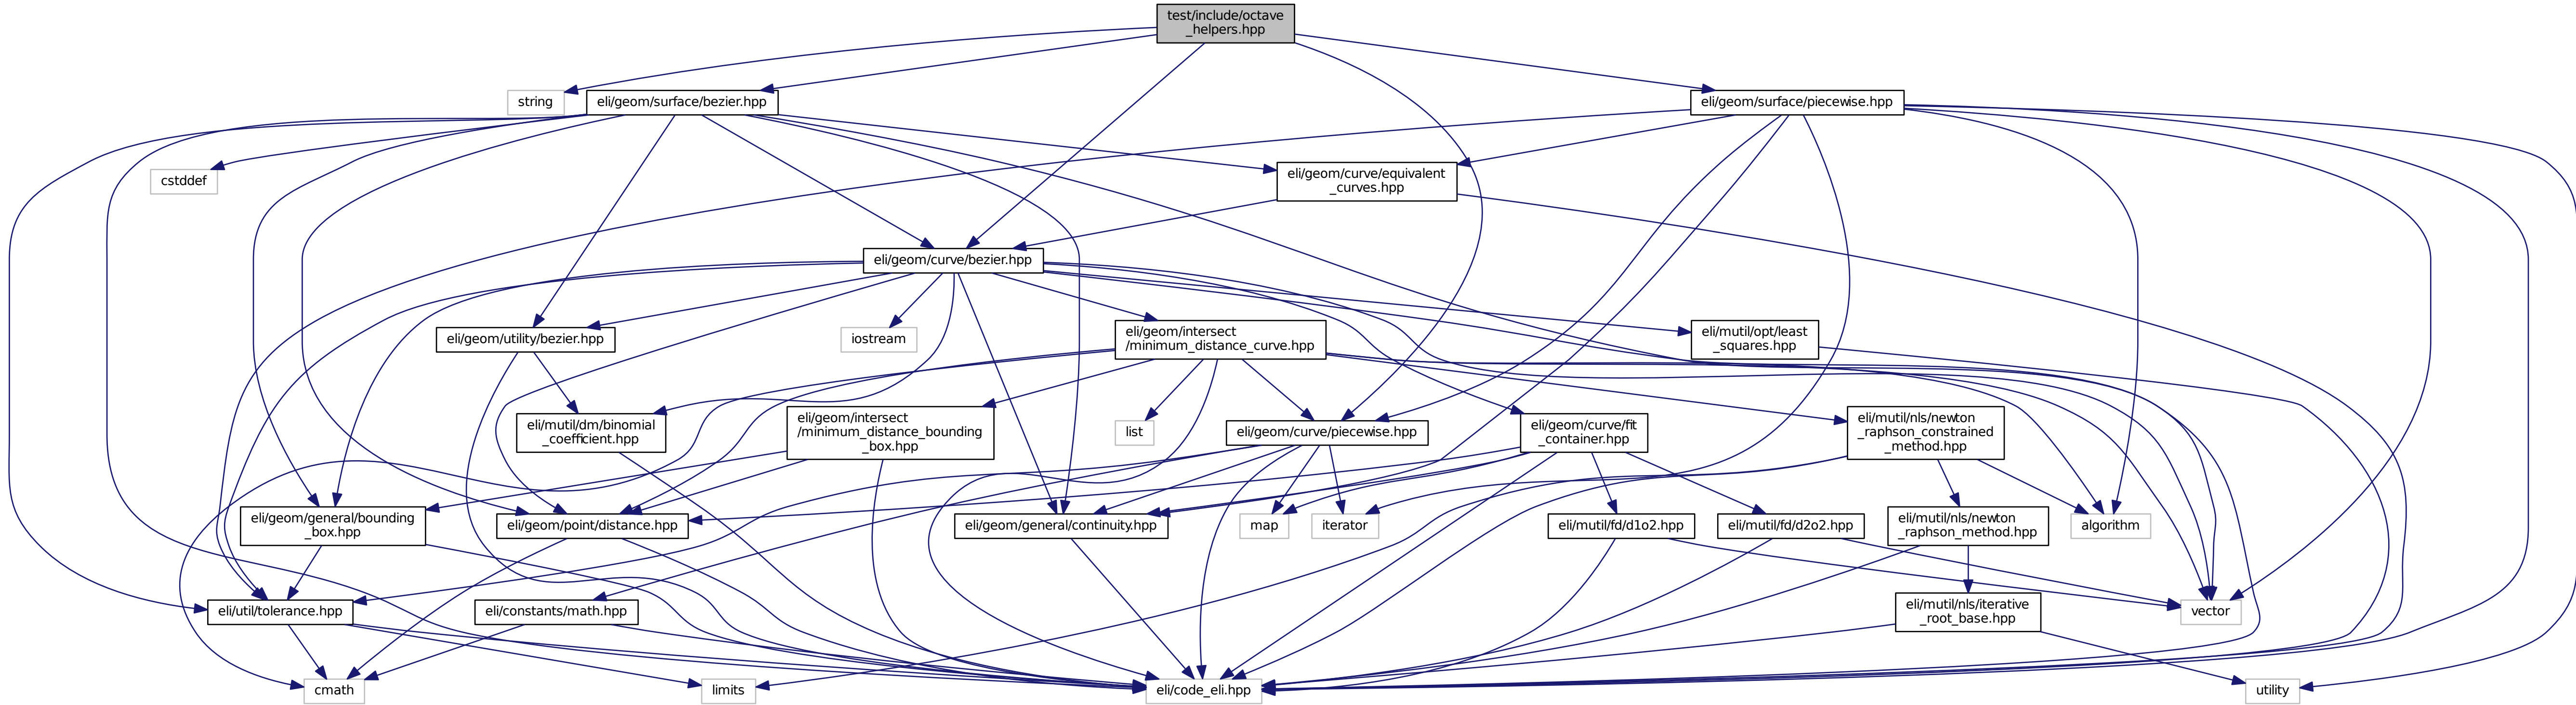 test/include/octave
_helpers.hpp
string
eli/geom/surface/bezier.hpp
eli/geom/surface/piecewise.hpp
cstddef
eli/geom/curve/equivalent
_curves.hpp
eli/geom/curve/bezier.hpp
eli/geom/utility/bezier.hpp
iostream
eli/geom/intersect
/minimum_distance_curve.hpp
eli/mutil/opt/least
_squares.hpp
eli/mutil/dm/binomial
_coefficient.hpp
eli/geom/intersect
/minimum_distance_bounding
_box.hpp
list
eli/geom/curve/piecewise.hpp
eli/geom/curve/fit
_container.hpp
eli/mutil/nls/newton
_raphson_constrained
_method.hpp
eli/geom/general/bounding
_box.hpp
eli/geom/point/distance.hpp
eli/geom/general/continuity.hpp
map
iterator
eli/mutil/fd/d1o2.hpp
eli/mutil/fd/d2o2.hpp
eli/mutil/nls/newton
_raphson_method.hpp
algorithm
eli/util/tolerance.hpp
eli/constants/math.hpp
eli/mutil/nls/iterative
_root_base.hpp
vector
cmath
limits
eli/code_eli.hpp
utility